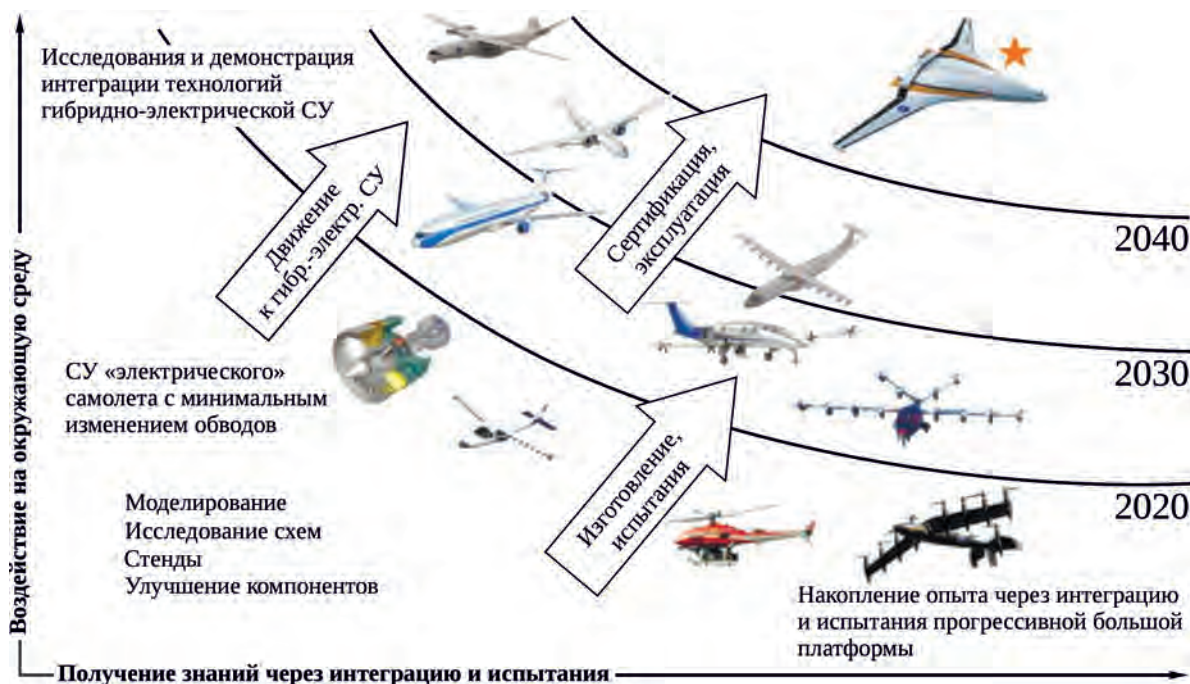 Воздействие на окружающую среду
Исследования и демонстрация
интеграции технологий
гибридно-электрической СУ
Движение
к гибр.-электр. СУ
Сертификация,
эксплуатация
2040
СУ «электрического»
самолета с минимальным
изменением обводов
2030
Изготовление,
испытания
2020
Моделирование
Исследование схем
Стенды
Улучшение компонентов
Накопление опыта через интеграцию
и испытания прогрессивной большой
платформы
Получение знаний через интеграцию и испытания